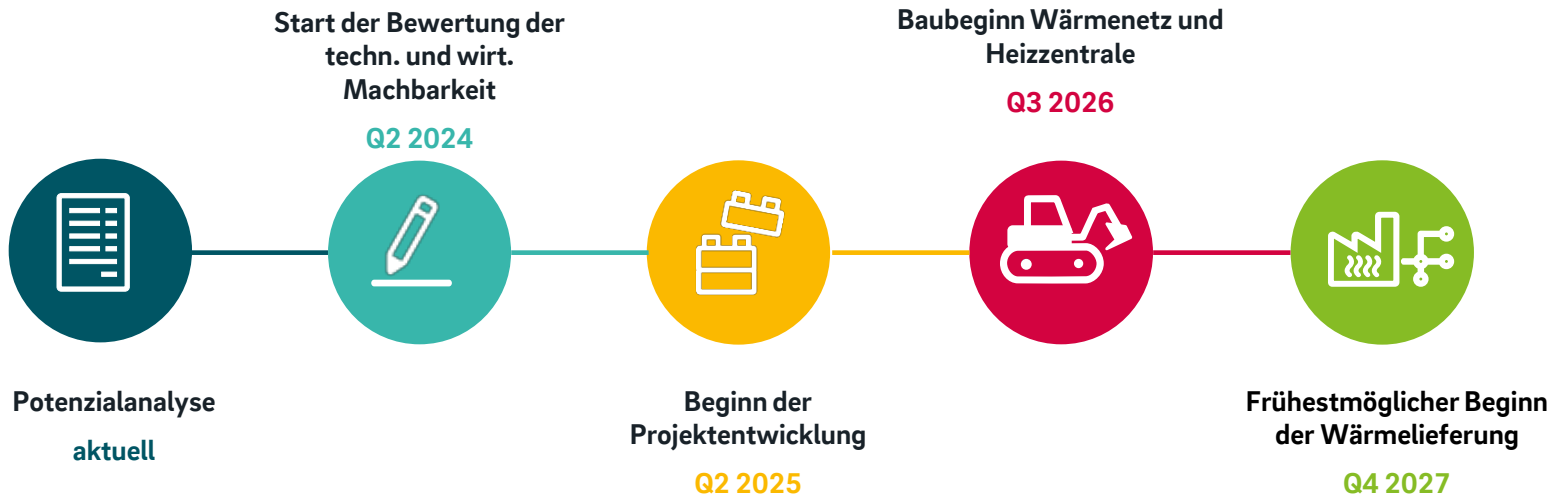 Potenzialanalyse
aktuell
Start der Bewertung der
techn. und wirt.
Machbarkeit
Q2 2024
Beginn der
Projektentwicklung
Q2 2025
Baubeginn Wärmenetz und
Heizzentrale
Q3 2026
Frühestmöglicher Beginn
der Wärmelieferung
Q4 2027